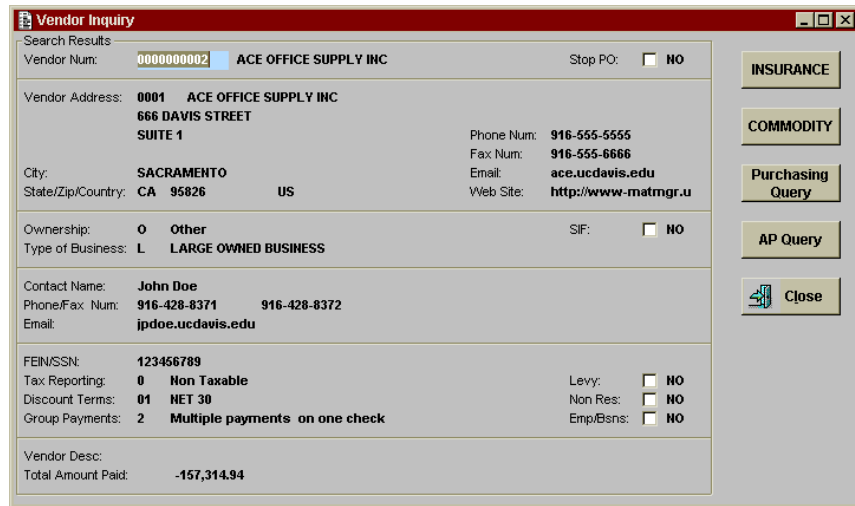 Vendor Inquiry
Search Results
Vendor Num: 0000000002 ACE OFFICE SUPPLY INC Stop PO: NO
INSURANCE
Vendor Address: 0001 ACE OFFICE SUPPLY INC
666 DAVIS STREET
SUITE 1 Phone Num: 916-555-5555
COMMODITY
Fax Num: 916-555-6666
City: SACRAMENTO Email: ace.ucdavis.edu
State/Zip/Country: CA 95826 US Web Site: http://www-matmgr.u
Purchasing
Query
Ownership: O Other SIF: NO
Type of Business: L LARGE OWNED BUSINESS
AP Query
Contact Name: John Doe
Phone/Fax Num: 916-428-8371 916-428-8372
Email: jpdoe.ucdavis.edu
Close
FEIN/SSN: 123456789
Tax Reporting: 0 Non Taxable Levy: NO
Discount Terms: 01 NET 30 Non Res: NO
Group Payments: 2 Multiple payments on one check Emp/Bsns: NO
Vendor Desc:
Total Amount Paid: -157,314.94